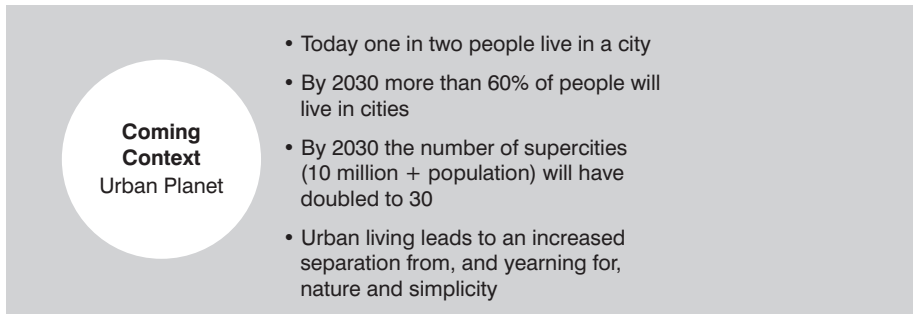 Coming
Context
Urban Planet
• Today one in two people live in a city
• By 2030 more than 60% of people will
live in cities
• By 2030 the number of supercities
(10 million + population) will have
doubled to 30
• Urban living leads to an increased
separation from, and yearning for,
nature and simplicity